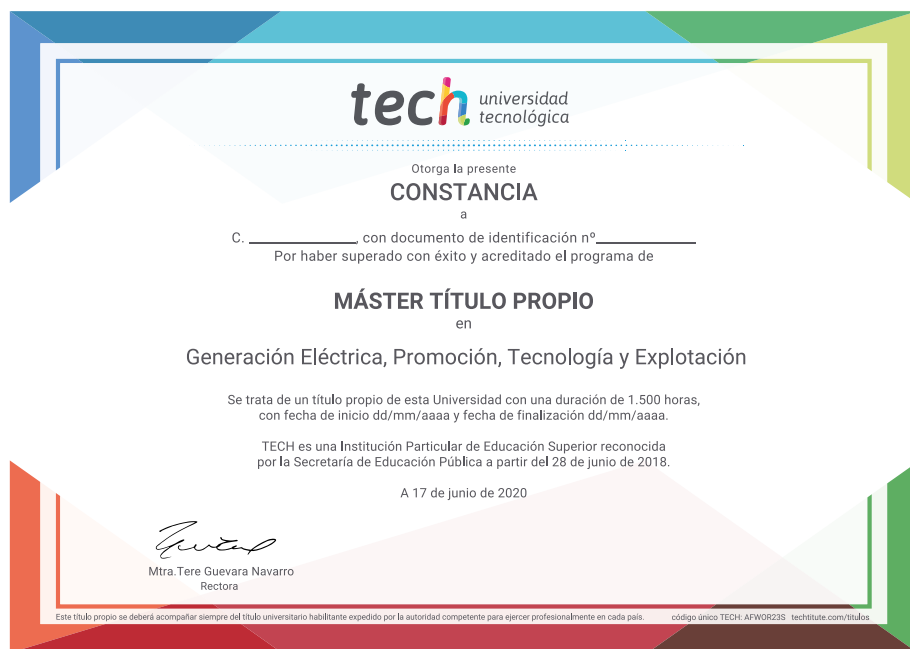 tech universidad
tecnológica
Otorga la presente
CONSTANCIA
a
C. ____________, con documento de identificación nº____________
Por haber superado con éxito y acreditado el programa de
MÁSTER TÍTULO PROPIO
en
Generación Eléctrica, Promoción, Tecnología y Explotación
Se trata de un título propio de esta Universidad con una duración de 1.500 horas,
con fecha de inicio dd/mm/aaaa y fecha de finalización dd/mm/aaaa.
TECH es una Institución Particular de Educación Superior reconocida
por la Secretaría de Educación Pública a partir del 28 de junio de 2018.
A 17 de junio de 2020
Mtra.Tere Guevara Navarro
Rectora
Este título propio se deberá acompañar siempre del título universitario habilitante expedido por la autoridad competente para ejercer profesionalmente en cada país. código único TECH: AFWOR23S techtitute.com/titulos